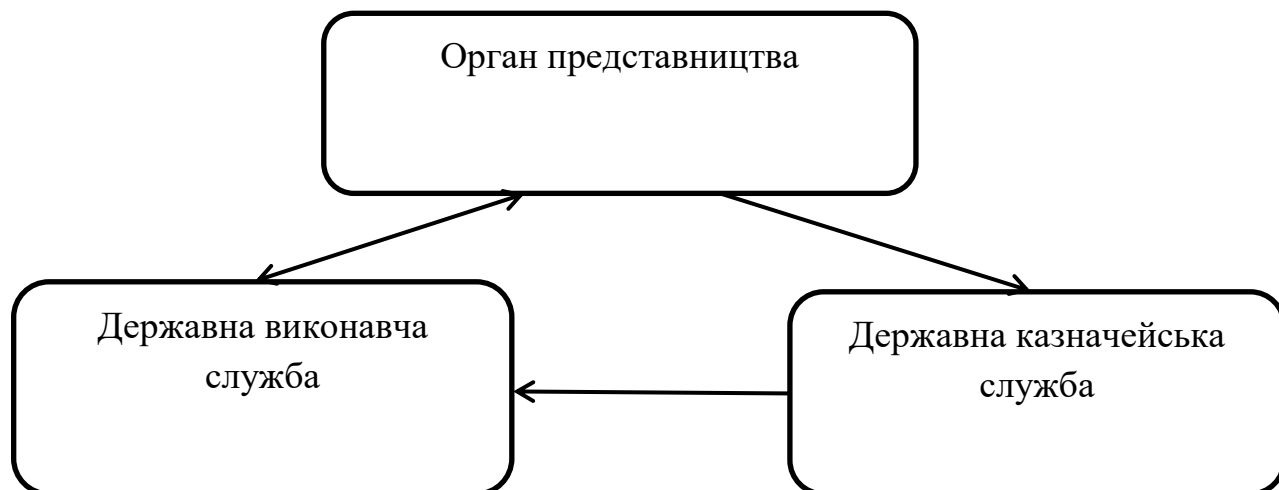 Орган представництва
Державна виконавча
служба
Державна казначейська
служба